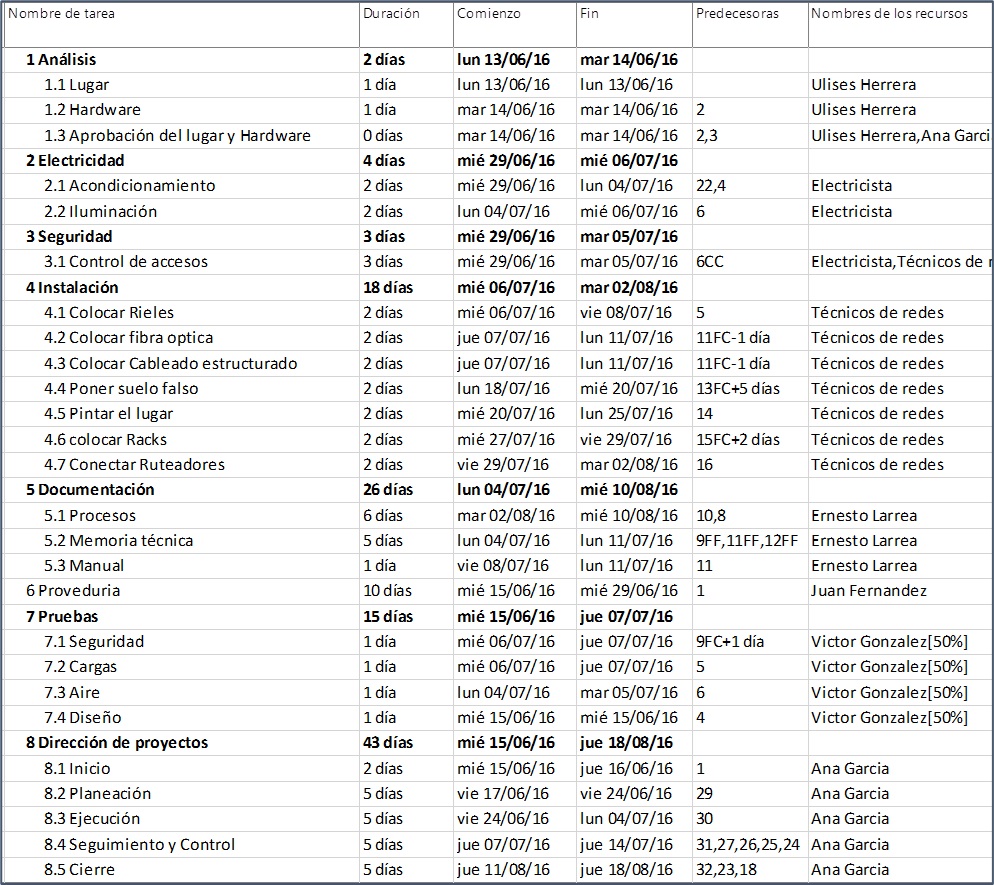 Nombre de tarea Duración Comienzo Fin Predecesoras Nombres de los recursos
1 Análisis 2 días lun 13/06/16 mar 14/06/16
1.1 Lugar 1 día lun 13/06/16 lun 13/06/16 Ulises Herrera
1.2 Hardware 1 día mar 14/06/16 mar 14/06/16 2 Ulises Herrera
1.3 Aprobación del lugar y Hardware 0 días mar 14/06/16 mar 14/06/16 2,3 Ulises Herrera,Ana Garci
2 Electricidad 4 días mié 29/06/16 mié 06/07/16
2.1 Acondicionamiento 2 días mié 29/06/16 lun 04/07/16 22,4 Electricista
2.2 Iluminación 2 días lun 04/07/16 mié 06/07/16 6 Electricista
3 Seguridad 3 días mié 29/06/16 mar 05/07/16
3.1 Control de accesos 3 días mié 29/06/16 mar 05/07/16 6CC Electricista,Técnicos de r
4 Instalación 18 días mié 06/07/16 mar 02/08/16
4.1 Colocar Rieles 2 días mié 06/07/16 vie 08/07/16 5 Técnicos de redes
4.2 Colocar fibra optica 2 días jue 07/07/16 lun 11/07/16 11FC-1 día Técnicos de redes
4.3 Colocar Cableado estructurado 2 días jue 07/07/16 lun 11/07/16 11FC-1 día Técnicos de redes
4.4 Poner suelo falso 2 días lun 18/07/16 mié 20/07/16 13FC+5 días Técnicos de redes
4.5 Pintar el lugar 2 días mié 20/07/16 lun 25/07/16 14 Técnicos de redes
4.6 colocar Racks 2 días mié 27/07/16 vie 29/07/16 15FC+2 días Técnicos de redes
4.7 Conectar Ruteadores 2 días vie 29/07/16 mar 02/08/16 16 Técnicos de redes
5 Documentación 26 días lun 04/07/16 mié 10/08/16
5.1 Procesos 6 días mar 02/08/16 mié 10/08/16 10,8 Ernesto Larrea
5.2 Memoria técnica 5 días lun 04/07/16 lun 11/07/16 9FF,11FF,12FF Ernesto Larrea
5.3 Manual 1 día vie 08/07/16 lun 11/07/16 11 Ernesto Larrea
6 Proveduria 10 días mié 15/06/16 mié 29/06/16 1 Juan Fernandez
7 Pruebas 15 días mié 15/06/16 jue 07/07/16
7.1 Seguridad 1 día mié 06/07/16 jue 07/07/16 9FC+1 día Victor Gonzalez[50%]
7.2 Cargas 1 día mié 06/07/16 jue 07/07/16 5 Victor Gonzalez[50%]
7.3 Aire 1 día lun 04/07/16 mar 05/07/16 6 Victor Gonzalez[50%]
7.4 Diseño 1 día mié 15/06/16 mié 15/06/16 4 Victor Gonzalez[50%]
8 Dirección de proyectos 43 días mié 15/06/16 jue 18/08/16
8.1 Inicio 2 días mié 15/06/16 jue 16/06/16 1 Ana Garcia
8.2 Planeación 5 días vie 17/06/16 vie 24/06/16 29 Ana Garcia
8.3 Ejecución 5 días vie 24/06/16 lun 04/07/16 30 Ana Garcia
8.4 Seguimiento y Control 5 días jue 07/07/16 jue 14/07/16 31,27,26,25,24 Ana Garcia
8.5 Cierre 5 días jue 11/08/16 jue 18/08/16 32,23,18 Ana Garcia